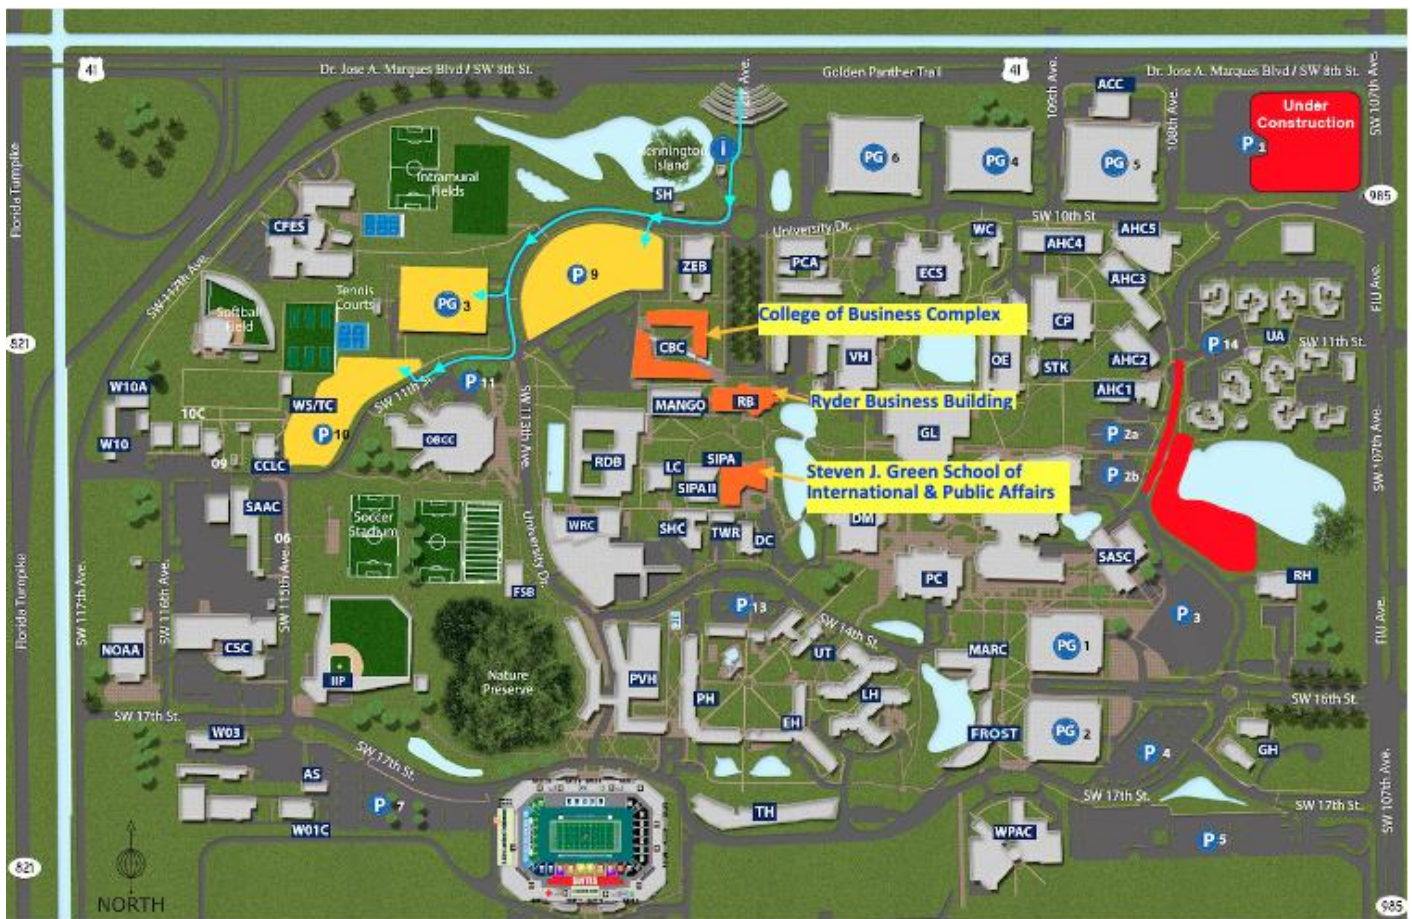 41
Dr. Jose A. Marques Blvd / SW 8th St.
Ave.
Golden Panther Trail
41
109th Ave.
ACC
Dr. Jose A. Marques Blvd / SW 8th St.
108th Ave.
SW 107th Ave.
Under
Construction
P 1
i
Island
PG 6
PG 4
PG 5
985
Florida Turnpike
Intramural
Fields
SH
CFES
SW 117th Ave.
University Dr.
SW 10th St
WC
AHC4
AHC5
ZEB
PCA
ECS
AHC3
P 9
PG 3
Tennis
Courts
Softball
Field
FIU Ave.
College of Business Complex
CP
821
CBC
VH
OE
STK
AHC2
P 14
UA
SW 11th St.
W10A
W5/TC
SW 11th St.
P 11
AHC1
MANGO
RB
Ryder Business Building
10C
W10
P 10
OBCC
SW 113th Ave.
GL
P 2a
SW 107th Ave.
09
CCLC
RDB
LC
SIPA
SIPA II
Steven J. Green School of
International & Public Affairs
P 2b
SAAC
Soccer
Stadium
WRC
SHC
TWR
DC
DM
06
University Dr.
SASC
Florida Turnpike
SW 117th Ave.
SW 116th Ave.
SW 115th Ave.
FSB
PC
RH
P 13
SW 14th St.
P 3
FIU Ave.
NOAA
CSC
Nature
Preserve
PVH
UT
MARC
PG 1
PH
LH
SW 16th St.
SW 17th St.
EH
FROST
PG 2
W03
SW 17th St.
P 4
GH
AS
SW 107th Ave.
P 7
TH
SW 17th St.
SW 17th St.
W01C
WPAC
P 5
821
SUITES
NORTH
985